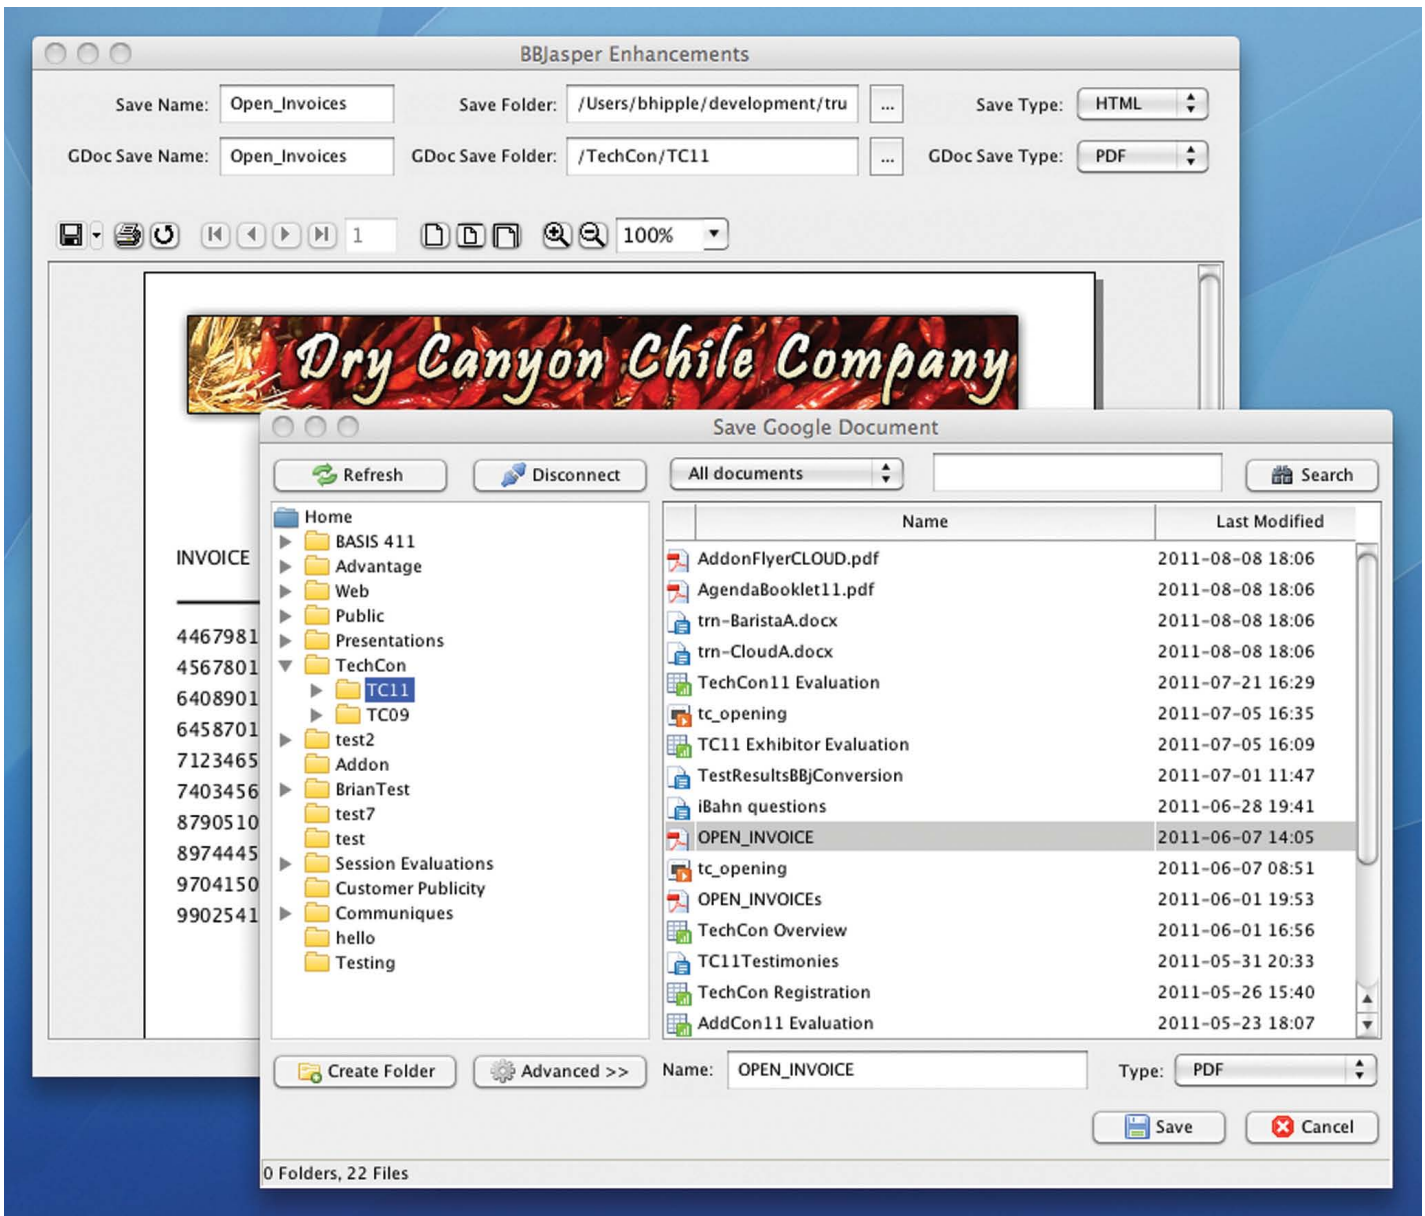 BBJasper Enhancements
Save Name: Open_Invoices Save Folder: /Users/bhipple/development/tru ... Save Type: HTML
GDoc Save Name: Open_Invoices GDoc Save Folder: /TechCon/TC11 ... GDoc Save Type: PDF
1 100%
Dry Canyon Chile Company
INVOICE
4467981
4567801
6408901
6458701
7123465
7403456
8790510
8974445
9704150
9902541
Save Google Document
Refresh Disconnect All documents Search
Home
BASIS 411
Advantage
Web
Public
Presentations
TechCon
TC11
TC09
test2
Addon
BrianTest
test7
test
Session Evaluations
Customer Publicity
Communiques
hello
Testing
Name Last Modified
AddonFlyerCLOUD.pdf 2011-08-08 18:06
AgendaBooklet11.pdf 2011-08-08 18:06
trn-BaristaA.docx 2011-08-08 18:06
trn-CloudA.docx 2011-08-08 18:06
TechCon11 Evaluation 2011-07-21 16:29
tc_opening 2011-07-05 16:35
TC11 Exhibitor Evaluation 2011-07-05 16:09
TestResultsBBjConversion 2011-07-01 11:47
iBahn questions 2011-06-28 19:41
OPEN_INVOICE 2011-06-07 14:05
tc_opening 2011-06-07 08:51
OPEN_INVOICEs 2011-06-01 19:53
TechCon Overview 2011-06-01 16:56
TC11Testimonies 2011-05-31 20:33
TechCon Registration 2011-05-26 15:40
AddCon11 Evaluation 2011-05-23 18:07
Create Folder Advanced >> Name: OPEN_INVOICE Type: PDF
Save Cancel
0 Folders, 22 Files